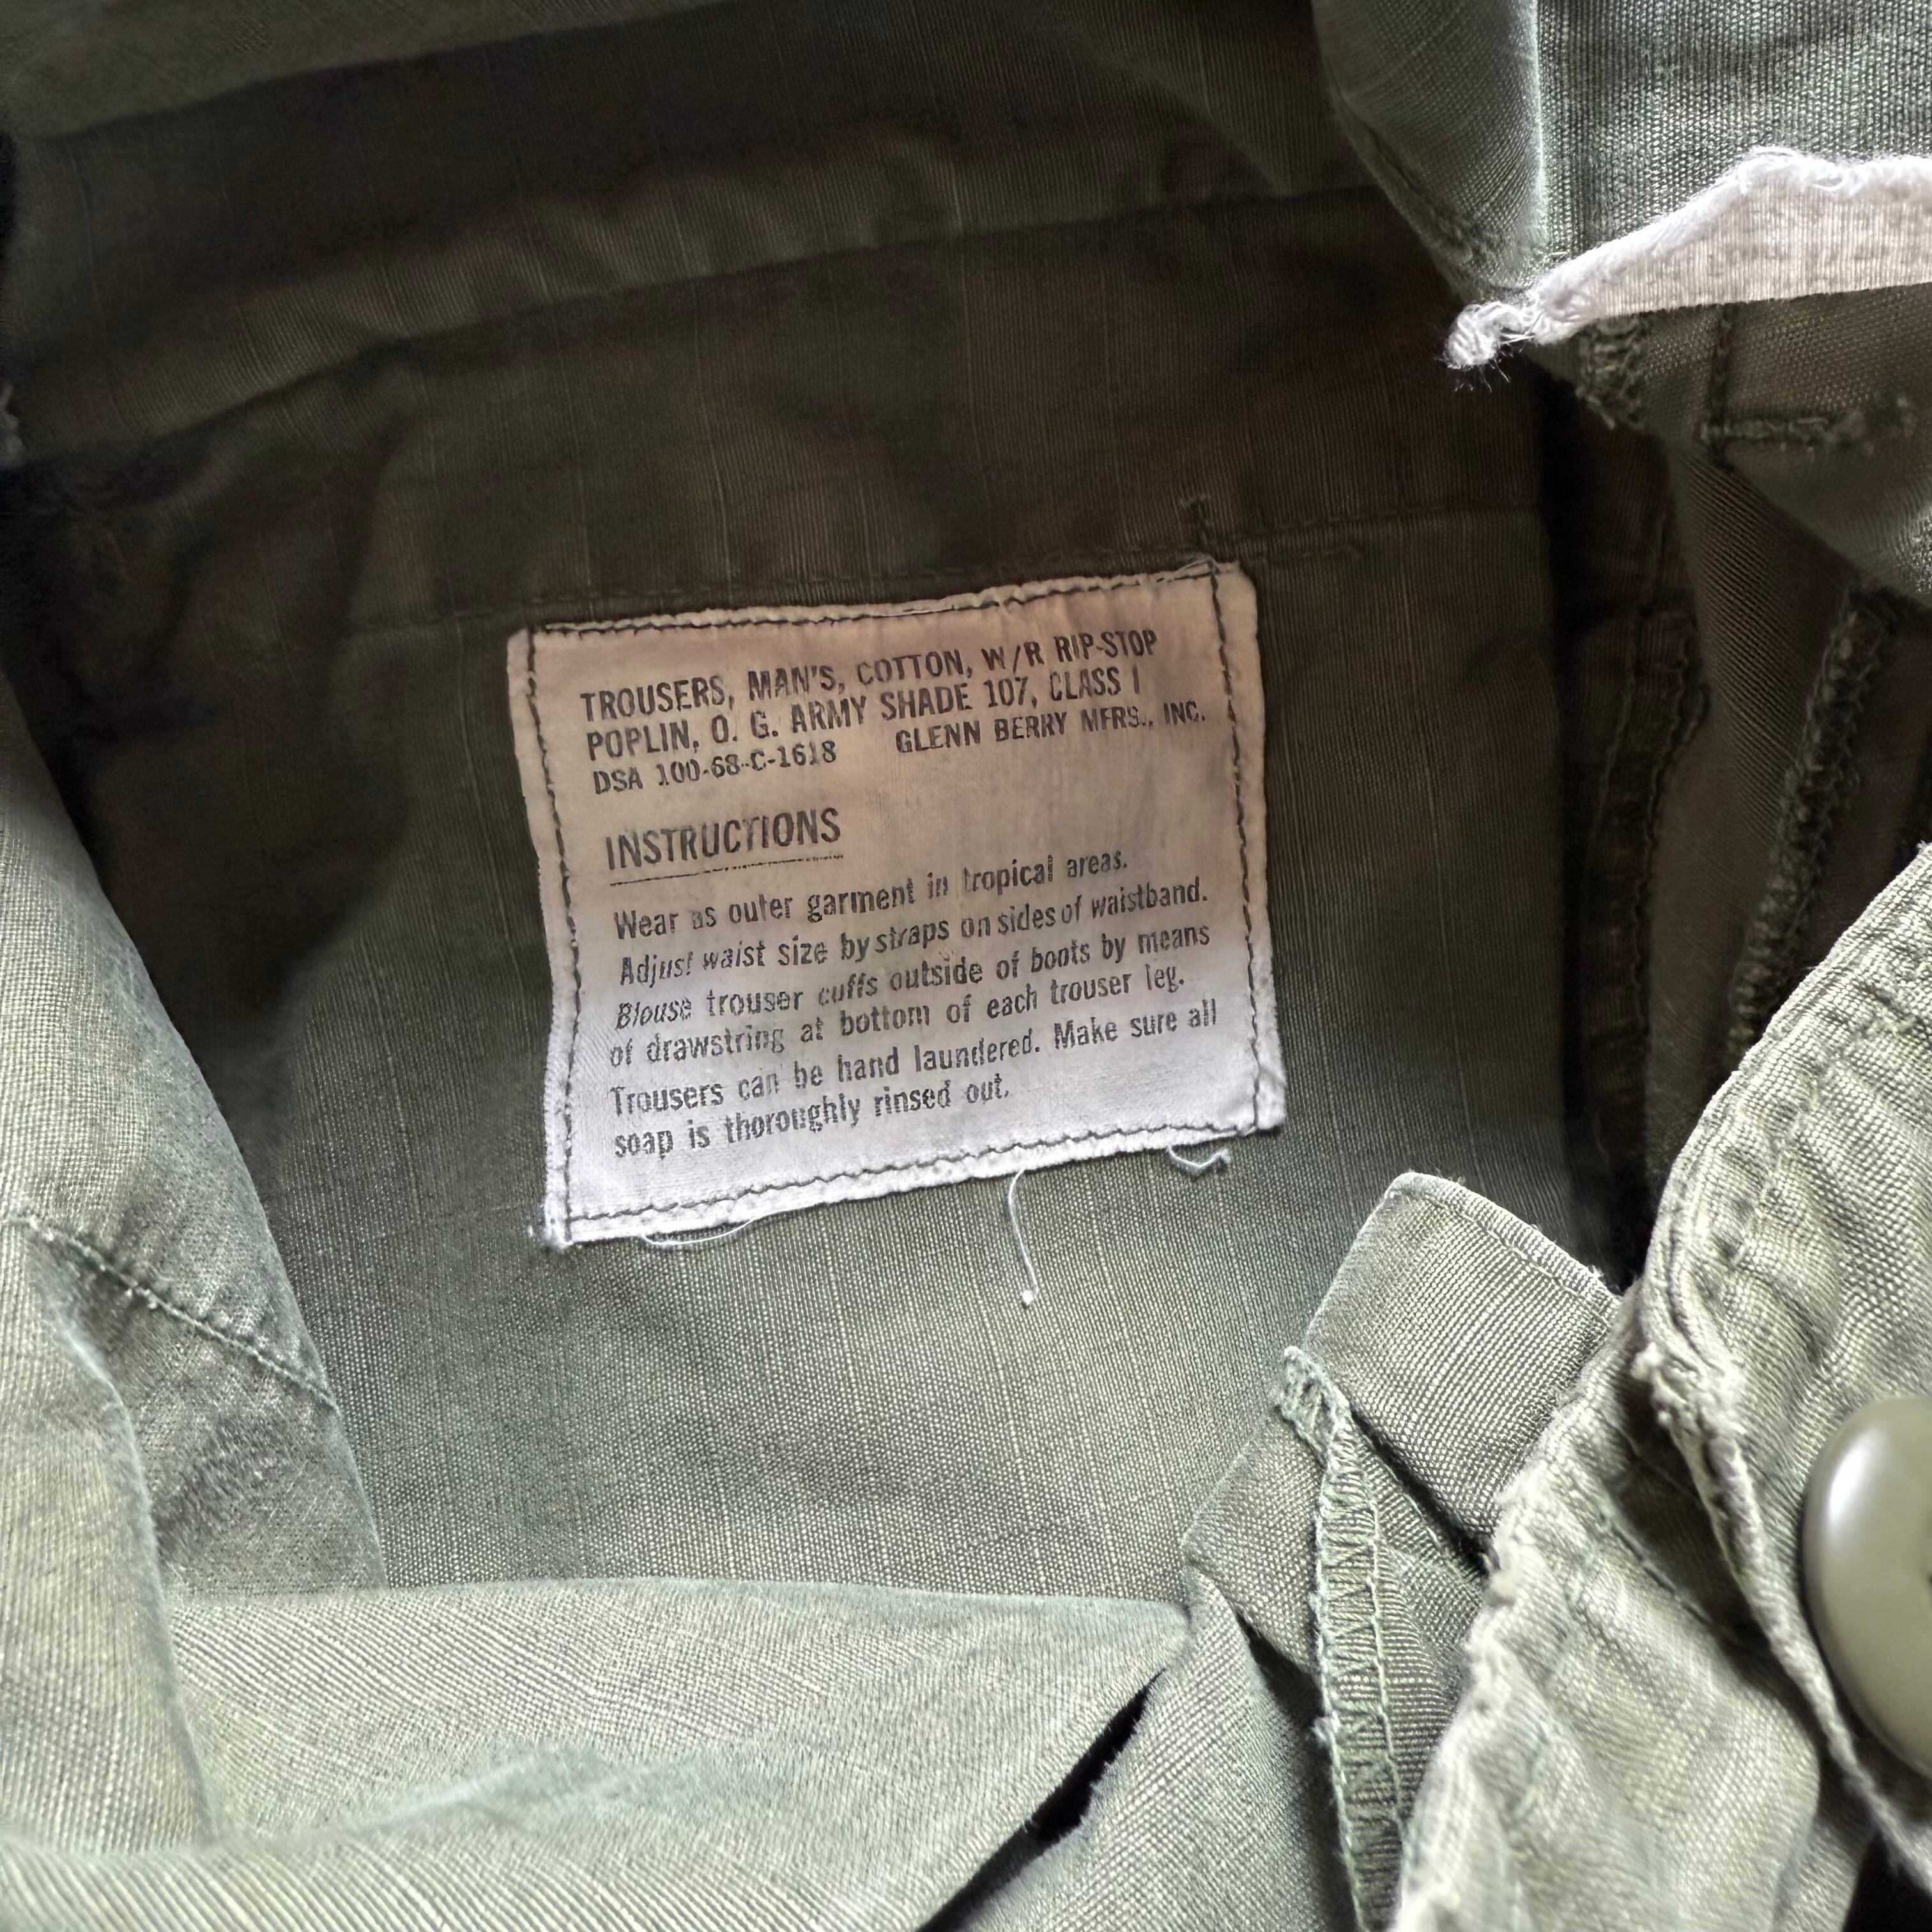 TROUSERS, MAN'S, COTTON, W/R RIP-STOP
POPLIN, O. G. ARMY SHADE 107, CLASS I
DSA 100-68-C-1618 GLENN BERRY MFRS., INC.
INSTRUCTIONS
Wear as outer garment in tropical areas.
Adjust waist size by straps on sides of waistband.
Blouse trouser cuffs outside of boots by means
of drawstring at bottom of each trouser leg.
Trousers can be hand laundered. Make sure all
soap is thoroughly rinsed out.